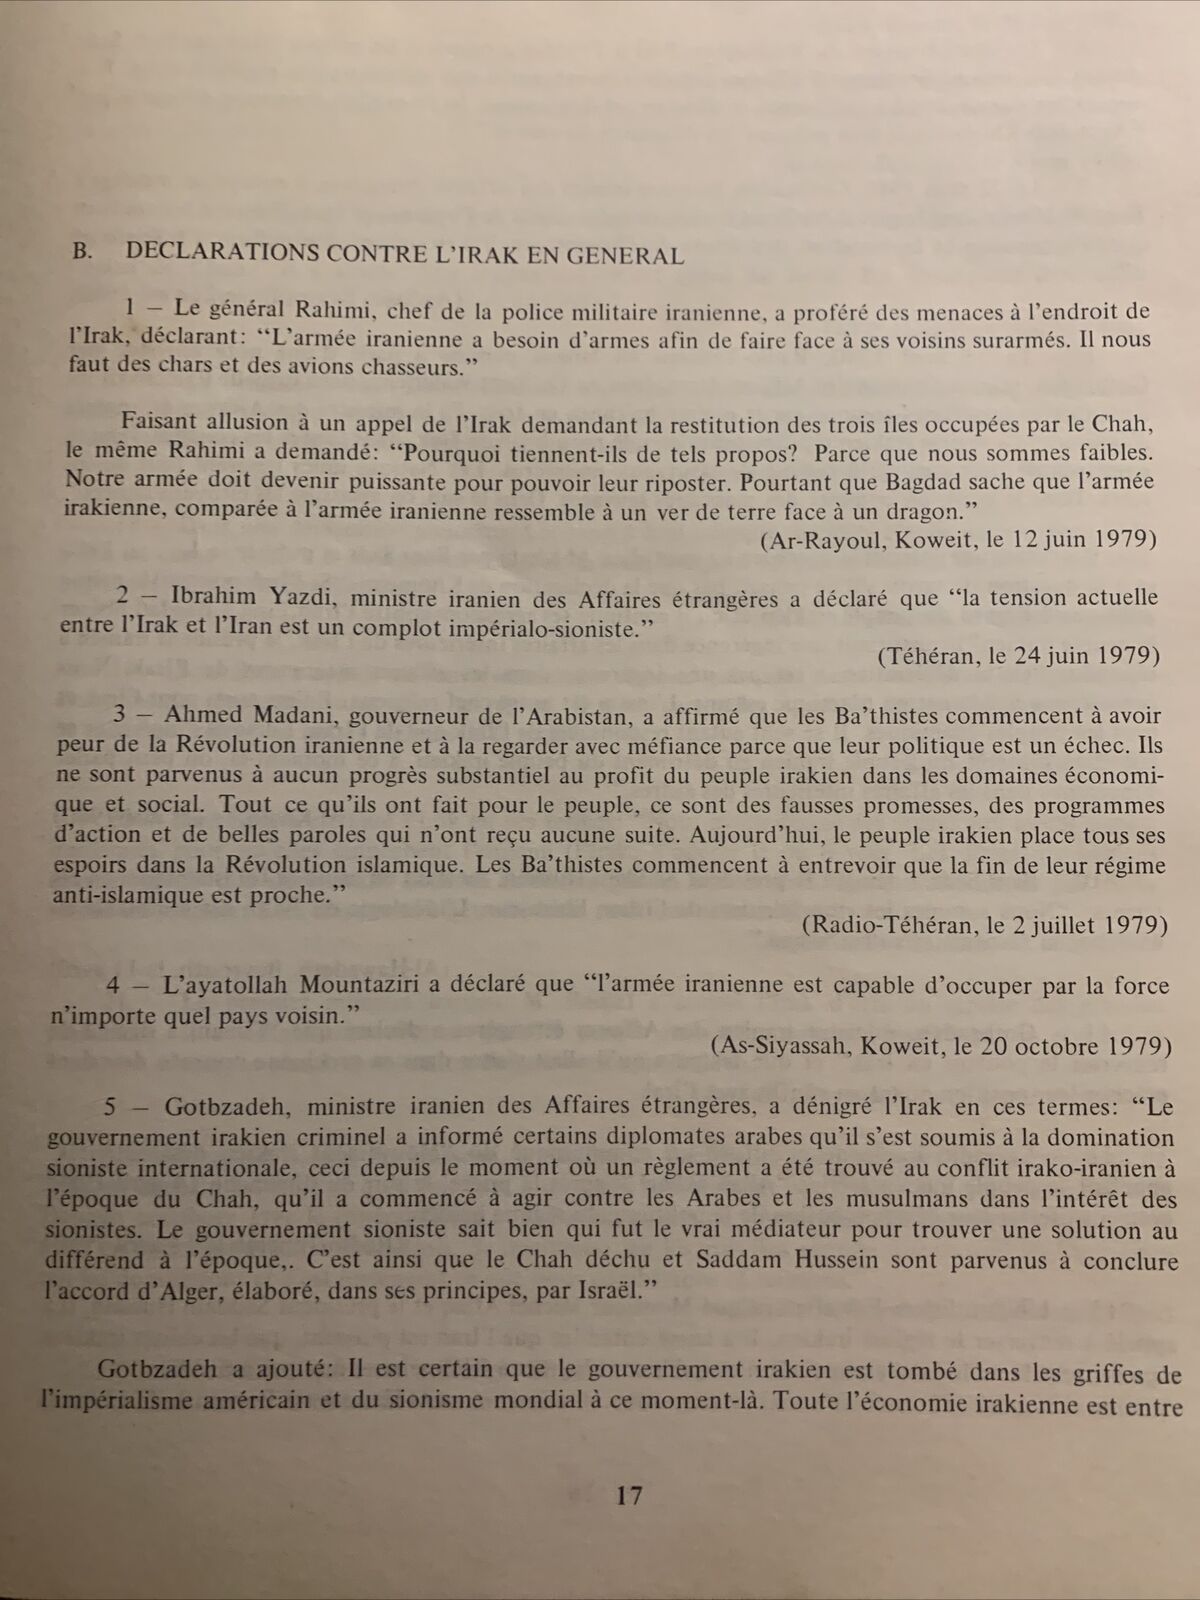 B. DECLARATIONS CONTRE L'IRAK EN GENERAL
1 — Le général Rahimi, chef de la police militaire iranienne, a proféré des menaces à l'endroit de
l'Irak, déclarant: “L'armée iranienne a besoin d'armes afin de faire face à ses voisins surarmés. Il nous
faut des chars et des avions chasseurs.”
Faisant allusion à un appel de l'Irak demandant la restitution des trois îles occupées par le Chah,
le même Rahimi a demandé: “Pourquoi tiennent-ils de tels propos? Parce que nous sommes faibles.
Notre armée doit devenir puissante pour pouvoir leur riposter. Pourtant que Bagdad sache que l'armée
irakienne, comparée à l'armée iranienne ressemble à un ver de terre face à un dragon.”
(Ar-Rayoul, Koweit, le 12 juin 1979)
2 — Ibrahim Yazdi, ministre iranien des Affaires étrangères a déclaré que “la tension actuelle
entre l'Irak et l'Iran est un complot impérialo-sioniste.”
(Téhéran, le 24 juin 1979)
3 — Ahmed Madani, gouverneur de l'Arabistan, a affirmé que les Ba'thistes commencent à avoir
peur de la Révolution iranienne et à la regarder avec méfiance parce que leur politique est un échec. Ils
ne sont parvenus à aucun progrès substantiel au profit du peuple irakien dans les domaines économi-
que et social. Tout ce qu'ils ont fait pour le peuple, ce sont des fausses promesses, des programmes
d'action et de belles paroles qui n'ont reçu aucune suite. Aujourd'hui, le peuple irakien place tous ses
espoirs dans la Révolution islamique. Les Ba'thistes commencent à entrevoir que la fin de leur régime
anti-islamique est proche.”
(Radio-Téhéran, le 2 juillet 1979)
4 — L'ayatollah Mountaziri a déclaré que “l'armée iranienne est capable d'occuper par la force
n'importe quel pays voisin.”
(As-Siyassah, Koweit, le 20 octobre 1979)
5 — Gotbzadeh, ministre iranien des Affaires étrangères, a dénigré l'Irak en ces termes: “Le
gouvernement irakien criminel a informé certains diplomates arabes qu'il s'est soumis à la domination
sioniste internationale, ceci depuis le moment où un règlement a été trouvé au conflit irako-iranien à
l'époque du Chah, qu'il a commencé à agir contre les Arabes et les musulmans dans l'intérêt des
sionistes. Le gouvernement sioniste sait bien qui fut le vrai médiateur pour trouver une solution au
différend à l'époque,. C'est ainsi que le Chah déchu et Saddam Hussein sont parvenus à conclure
l'accord d'Alger, élaboré, dans ses principes, par Israël.”
Gotbzadeh a ajouté: Il est certain que le gouvernement irakien est tombé dans les griffes de
l'impérialisme américain et du sionisme mondial à ce moment-là. Toute l'économie irakienne est entre
17